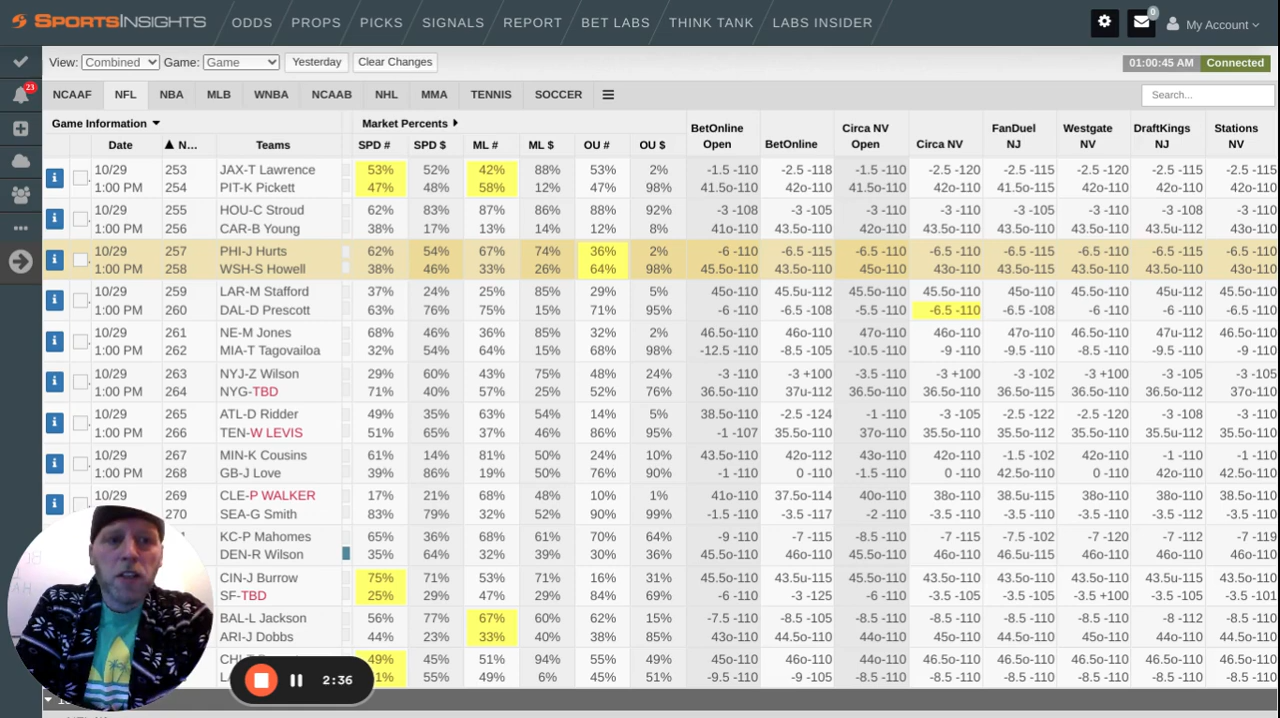 SPORTSINSIGHTS ODDS PROPS PICKS SIGNALS REPORT BET LABS THINK TANK LABS INSIDER 0 My Account
View: Combined Game: Game Yesterday Clear Changes 01:00:45 AM Connected
23 NCAAF NFL NBA MLB WNBA NCAAB NHL MMA TENNIS SOCCER Search...
Game Information Market Percents BetOnline Open BetOnline Circa NV Open Circa NV FanDuel NJ Westgate NV DraftKings NJ Stations NV
Date N... Teams SPD # SPD $ ML # ML $ OU # OU $
10/29 253 JAX-T Lawrence 53% 52% 42% 88% 53% 2% -1.5 -110 -2.5 -118 -1.5 -110 -2.5 -120 -2.5 -115 -2.5 -120 -2.5 -115 -2.5 -115
1:00 PM 254 PIT-K Pickett 47% 48% 58% 12% 47% 98% 41.5o-110 42o-110 41.5o-110 42o-110 41.5o-115 42o-110 42o-110 42o-110
10/29 255 HOU-C Stroud 62% 83% 87% 86% 88% 92% -3 -108 -3 -105 -3 -110 -3 -110 -3 -105 -3 -110 -3 -108 -3 -110
1:00 PM 256 CAR-B Young 38% 17% 13% 14% 12% 8% 41o-110 43.5o-110 42o-110 43.5o-110 43.5o-110 43.5o-110 43.5u-112 43o-110
10/29 257 PHI-J Hurts 62% 54% 67% 74% 36% 2% -6 -110 -6.5 -115 -6.5 -110 -6.5 -115 -6.5 -115 -6.5 -115 -6.5 -115 -6.5 -110
1:00 PM 258 WSH-S Howell 38% 46% 33% 26% 64% 98% 45.5o-110 43.5o-110 45o-110 43o-110 43.5o-115 43.5o-110 43.5o-110 43o-110
10/29 259 LAR-M Stafford 37% 24% 25% 85% 29% 5% 45o-110 45.5u-112 45.5o-110 45.5o-110 45o-110 45.5o-110 45u-112 45.5o-110
1:00 PM 260 DAL-D Prescott 63% 76% 75% 15% 71% 95% -6 -110 -6.5 -108 -5.5 -110 -6.5 -110 -6.5 -108 -6 -110 -6 -110 -6.5 -110
10/29 261 NE-M Jones 68% 46% 36% 85% 32% 2% 46.5o-110 46o-110 47o-110 46o-110 47o-110 46.5o-110 47u-112 46.5o-110
1:00 PM 262 MIA-T Tagovailoa 32% 54% 64% 15% 68% 98% -12.5 -110 -8.5 -105 -10.5 -110 -9 -110 -9.5 -110 -8.5 -110 -9.5 -110 -9 -110
10/29 263 NYJ-Z Wilson 29% 60% 43% 75% 48% 24% -3 -110 -3 +100 -3.5 -110 -3 +100 -3 -102 -3 +100 -3 -105 -3 -105
1:00 PM 264 NYG-TBD 71% 40% 57% 25% 52% 76% 36.5o-110 37u-112 36.5o-110 36.5o-110 36.5o-105 36.5o-110 36.5o-112 37o-110
10/29 265 ATL-D Ridder 49% 35% 63% 54% 14% 5% 38.5o-110 -2.5 -124 -1 -110 -3 -105 -2.5 -122 -2.5 -120 -3 -108 -3 -110
1:00 PM 266 TEN-W LEVIS 51% 65% 37% 46% 86% 95% -1 -107 35.5o-110 37o-110 35.5o-110 35.5o-112 35.5o-110 35.5u-112 35.5o-110
10/29 267 MIN-K Cousins 61% 14% 81% 50% 24% 10% 43.5o-110 42o-112 43o-110 42o-110 -1.5 -102 42o-110 -1 -110 -1 -110
1:00 PM 268 GB-J Love 39% 86% 19% 50% 76% 90% -1 -110 0 -110 -1.5 -110 0 -110 42.5o-110 0 -110 42o-110 42.5o-110
10/29 269 CLE-P WALKER 17% 21% 68% 48% 10% 1% 41o-110 37.5o-114 40o-110 38o-110 38.5u-115 38o-110 38o-110 38.5o-110
270 SEA-G Smith 83% 79% 32% 52% 90% 99% -1.5 -110 -3.5 -117 -2 -110 -3.5 -110 -3.5 -110 -3.5 -110 -3.5 -110 -3.5 -110
KC-P Mahomes 65% 36% 68% 61% 70% 64% -9 -110 -7 -115 -8.5 -110 -7 -115 -7.5 -102 -7 -120 -7 -112 -7 -119
DEN-R Wilson 35% 64% 32% 39% 30% 36% 45.5o-110 46o-110 45.5o-110 46o-110 46.5u-115 46o-110 46o-110 46o-110
CIN-J Burrow 75% 71% 53% 71% 16% 31% 45.5o-110 43.5u-115 45.5o-110 43.5o-110 43.5o-110 43.5o-110 43.5u-115 43.5o-110
SF-TBD 25% 29% 47% 29% 84% 69% -6 -110 -3 -125 -6 -110 -3.5 -105 -3.5 -105 -3.5 +100 -3.5 -105 -3.5 -101
BAL-L Jackson 56% 77% 67% 60% 62% 15% -7.5 -110 -8.5 -105 -8.5 -110 -8.5 -110 -8.5 -110 -8.5 -110 -8 -112 -8.5 -110
ARI-J Dobbs 44% 23% 33% 40% 38% 85% 43o-110 44.5o-110 44o-110 45o-110 44.5o-110 44o-110 44o-110 44.5o-110
49% 45% 51% 94% 55% 49% 45o-110 46o-110 44o-110 46.5o-110 46.5o-110 46.5o-110 46.5o-110 46.5o-110
55% 49% 6% 45% 51% -9.5 -110 -9 -105 -8.5 -110 -8.5 -110 -8.5 -110 -8.5 -110 -8.5 -110 -8.5 -110
2:36